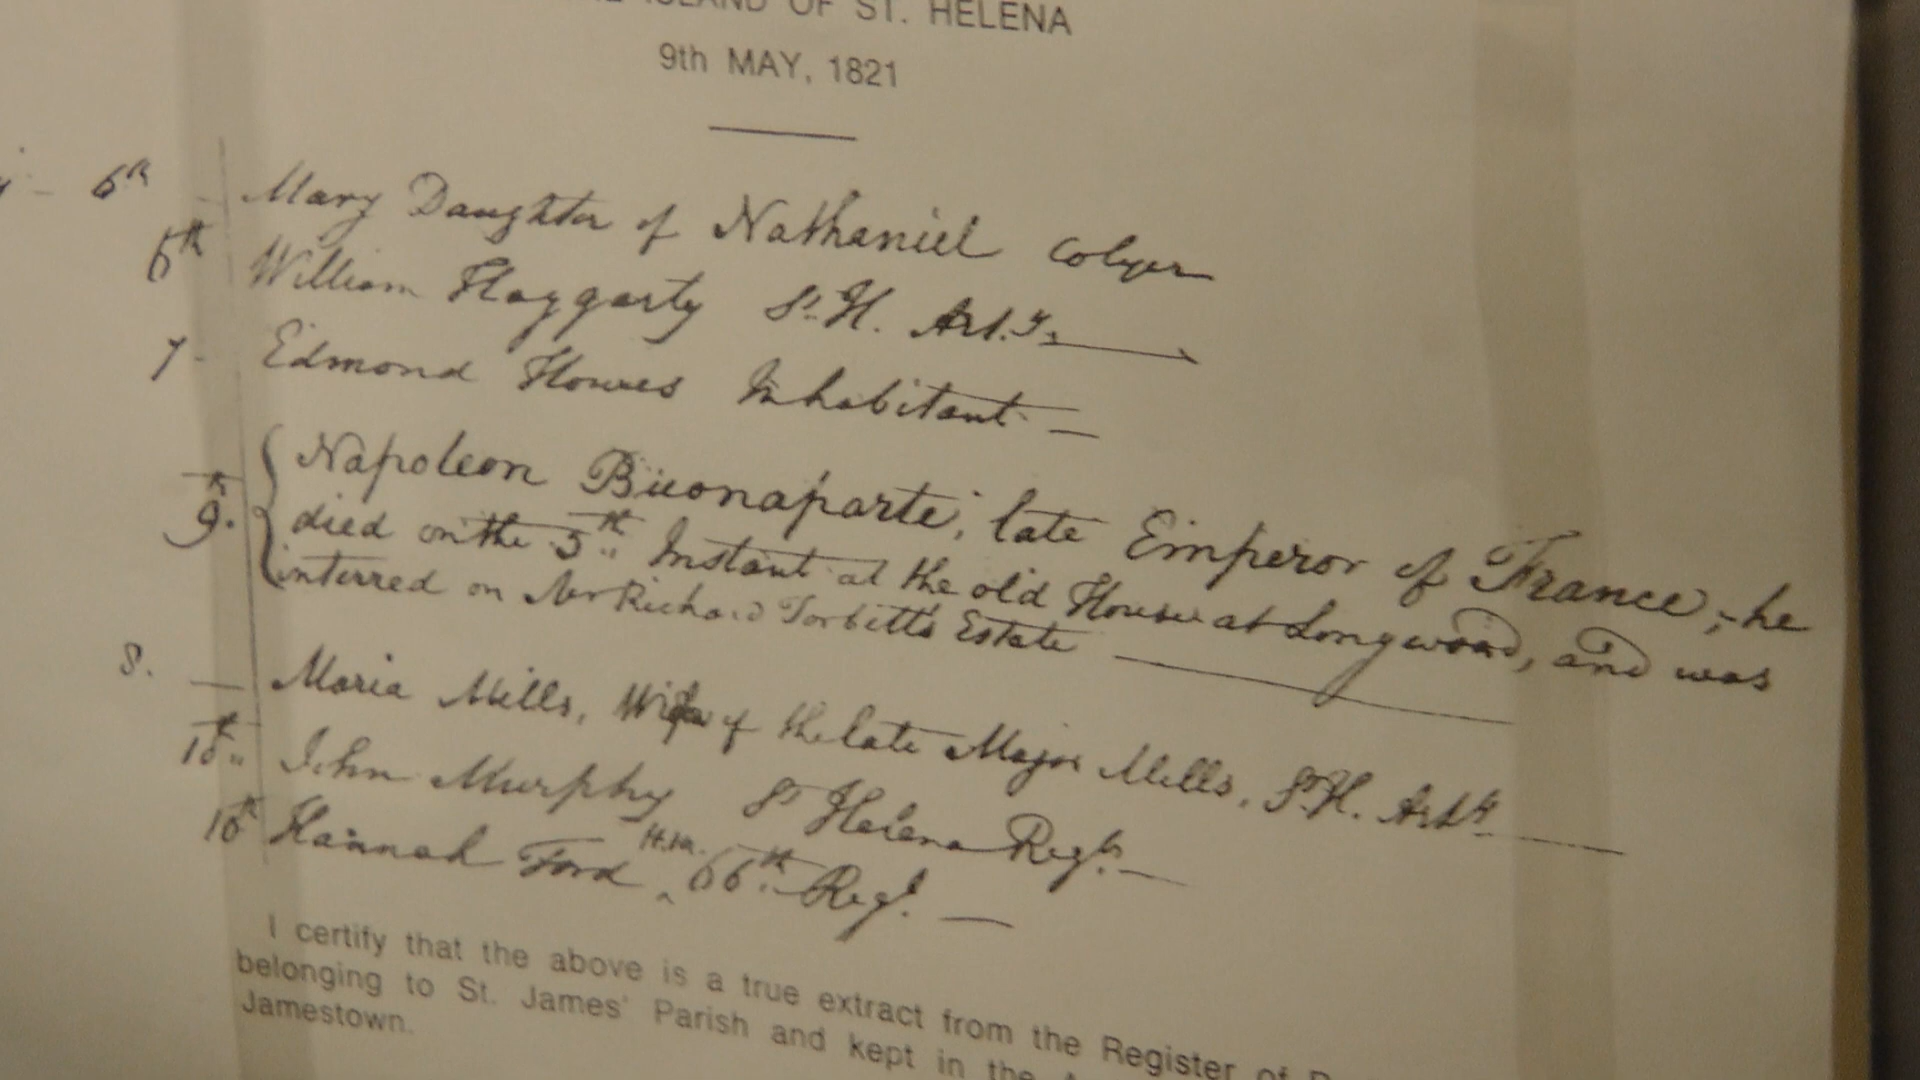 ISLAND OF ST. HELENA
9th MAY, 1821
6th Mary Daughter of Nathaniel Colyer
6th William Haggarty St. H. Art.y
7 Edmond Howes Inhabitant
Napoleon Buonaparte, late Emperor of France, he
9th. died on the 5th Instant at the old House at Longwood, and was
interred on Mr Richard Torbett's Estate
8. Maria Mills, Wife of the late Major Mills, St. H. Arty
10th John Murphy St Helena Regt.
10th Hannah Ford H.M. 66th Regt.
I certify that the above is a true extract from the Register of
belonging to St. James' Parish and kept in the
Jamestown.